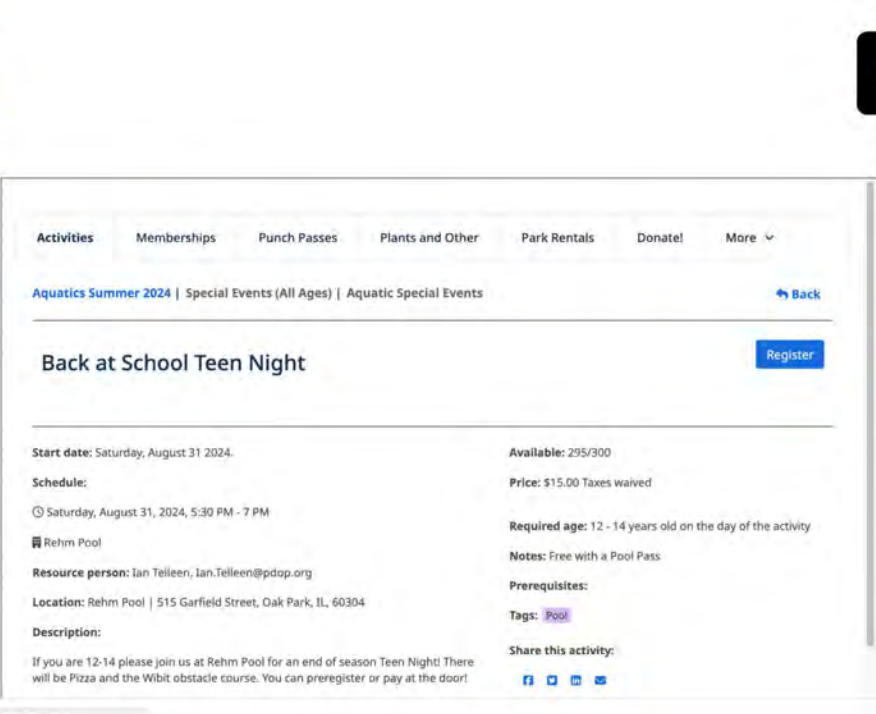 Activities Memberships Punch Passes Plants and Other Park Rentals Donate! More
Aquatics Summer 2024 | Special Events (All Ages) | Aquatic Special Events
Back
Back at School Teen Night
Register
Start date: Saturday, August 31 2024.
Schedule:
Saturday, August 31, 2024, 5:30 PM - 7 PM
Rehm Pool
Resource person: Ian Telleen, Ian.Telleen@pdop.org
Location: Rehm Pool | 515 Garfield Street, Oak Park, IL, 60304
Description:
If you are 12-14 please join us at Rehm Pool for an end of season Teen Night! There
will be Pizza and the Wibit obstacle course. You can preregister or pay at the door!
Available: 295/300
Price: $15.00 Taxes waived
Required age: 12 - 14 years old on the day of the activity
Notes: Free with a Pool Pass
Prerequisites:
Tags: Pool
Share this activity: